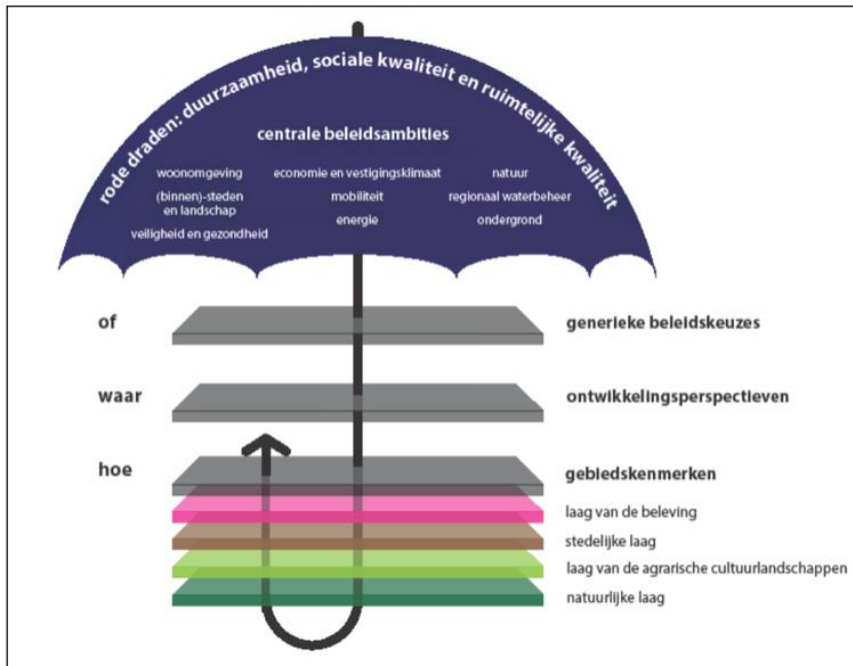 rode draden: duurzaamheid, sociale kwaliteit en ruimtelijke kwaliteit
centrale beleidsambities
woonomgeving
(binnen)-steden
en landschap
veiligheid en gezondheid
economie en vestigingsklimaat
mobiliteit
energie
natuur
regionaal waterbeheer
ondergrond
of
generieke beleidskeuzes
waar
ontwikkelingsperspectieven
hoe
gebiedskenmerken
laag van de beleving
stedelijke laag
laag van de agrarische cultuurlandschappen
natuurlijke laag